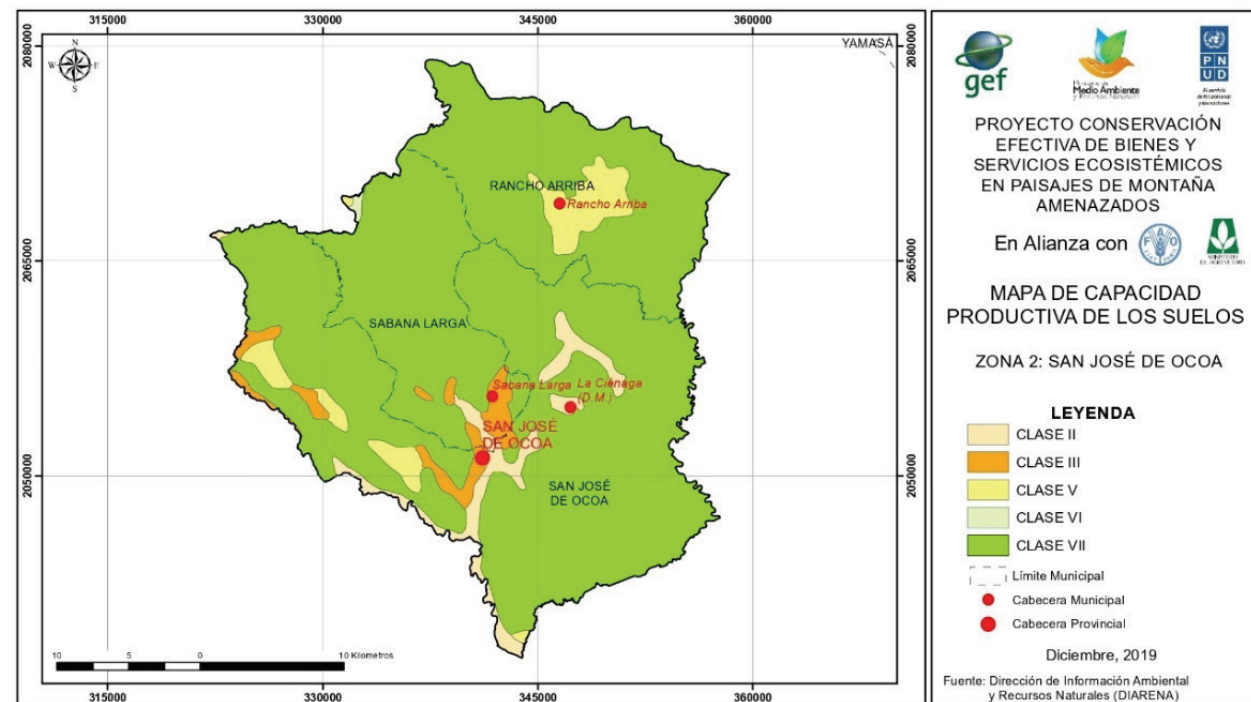 315000 330000 345000 360000
2080000
2065000
2050000
N
W E
S
YAMASÁ
RANCHO ARRIBA
Rancho Arriba
SABANA LARGA
Sabana Larga
La Ciénaga
(D.M.)
SAN JOSÉ
DE OCOA
SAN JOSÉ
DE OCOA
10 5 0 10 Kilometros
315000 330000 345000 360000
gef
Medio Ambiente
P N
U D
PROYECTO CONSERVACIÓN
EFECTIVA DE BIENES Y
SERVICIOS ECOSISTÉMICOS
EN PAISAJES DE MONTAÑA
AMENAZADOS
En Alianza con
MAPA DE CAPACIDAD
PRODUCTIVA DE LOS SUELOS
ZONA 2: SAN JOSÉ DE OCOA
LEYENDA
CLASE II
CLASE III
CLASE V
CLASE VI
CLASE VII
Límite Municipal
Cabecera Municipal
Cabecera Provincial
Diciembre, 2019
Fuente: Dirección de Información Ambiental
y Recursos Naturales (DIARENA)